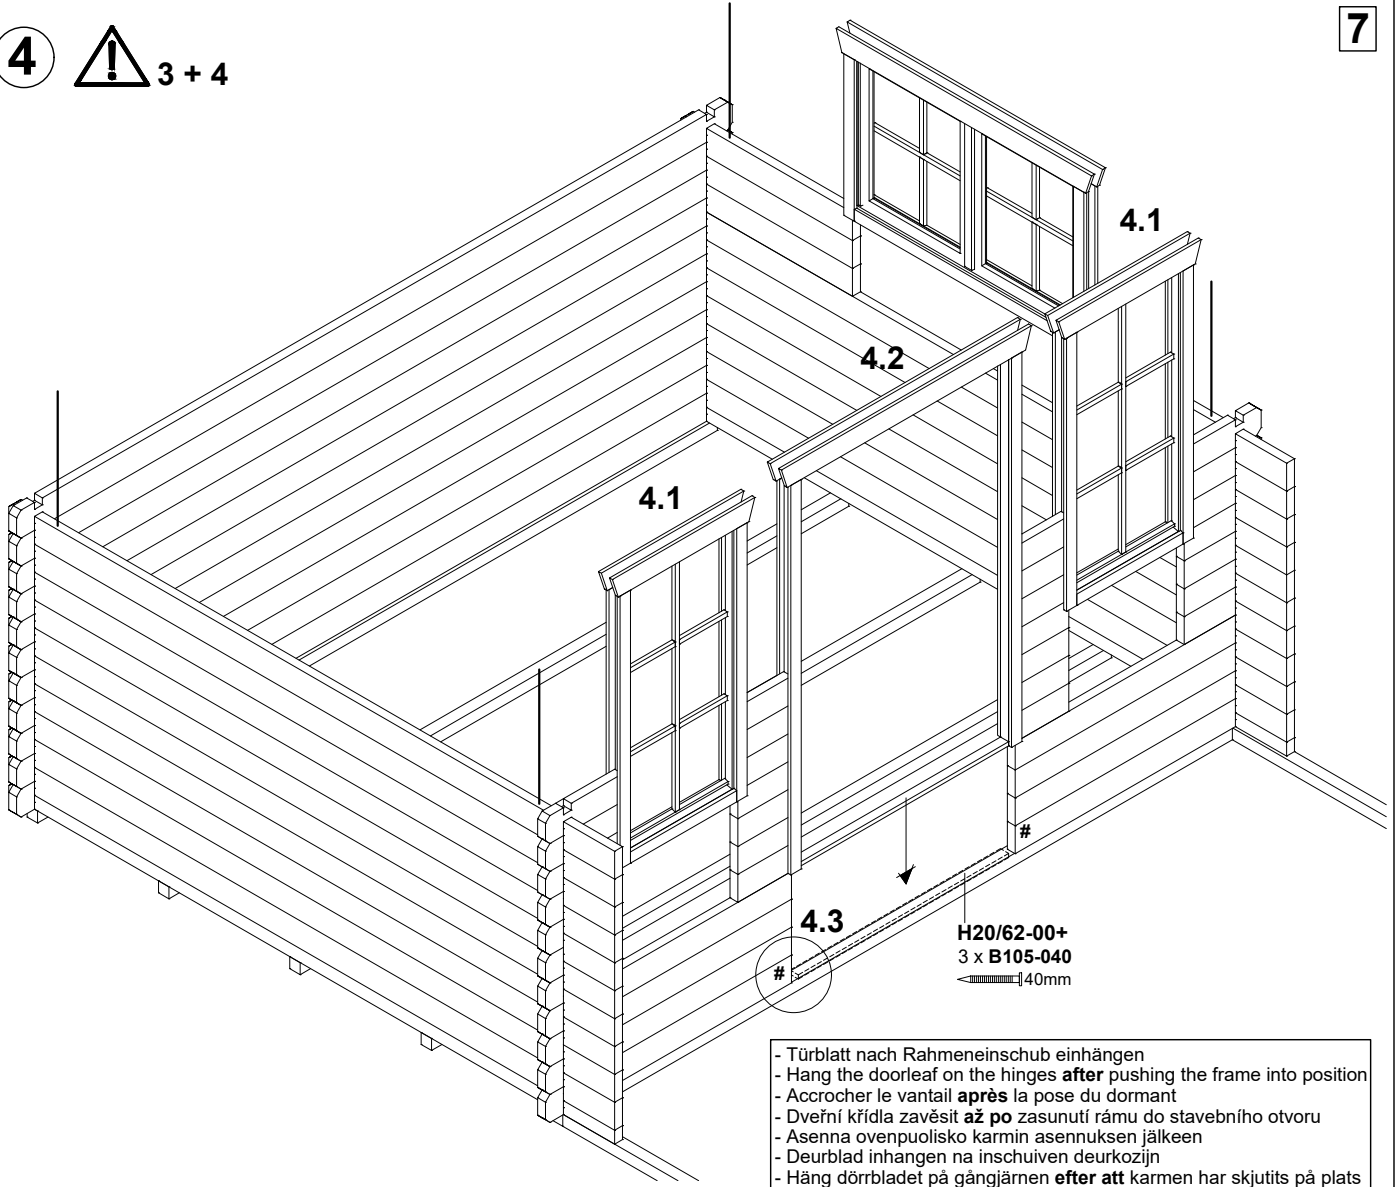 4
3 + 4
7
4.1
4.2
4.1
#
4.3
#
H20/62-00+
3 x B105-040
40mm
- Türblatt nach Rahmeneinschub einhängen
- Hang the doorleaf on the hinges after pushing the frame into position
- Accrocher le vantail après la pose du dormant
- Dveřní křídla zavěsit až po zasunutí rámu do stavebního otvoru
- Asenna ovenpuolisko karmin asennuksen jälkeen
- Deurblad inhangen na inschuiven deurkozijn
- Häng dörrbladet på gångjärnen efter att karmen har skjutits på plats